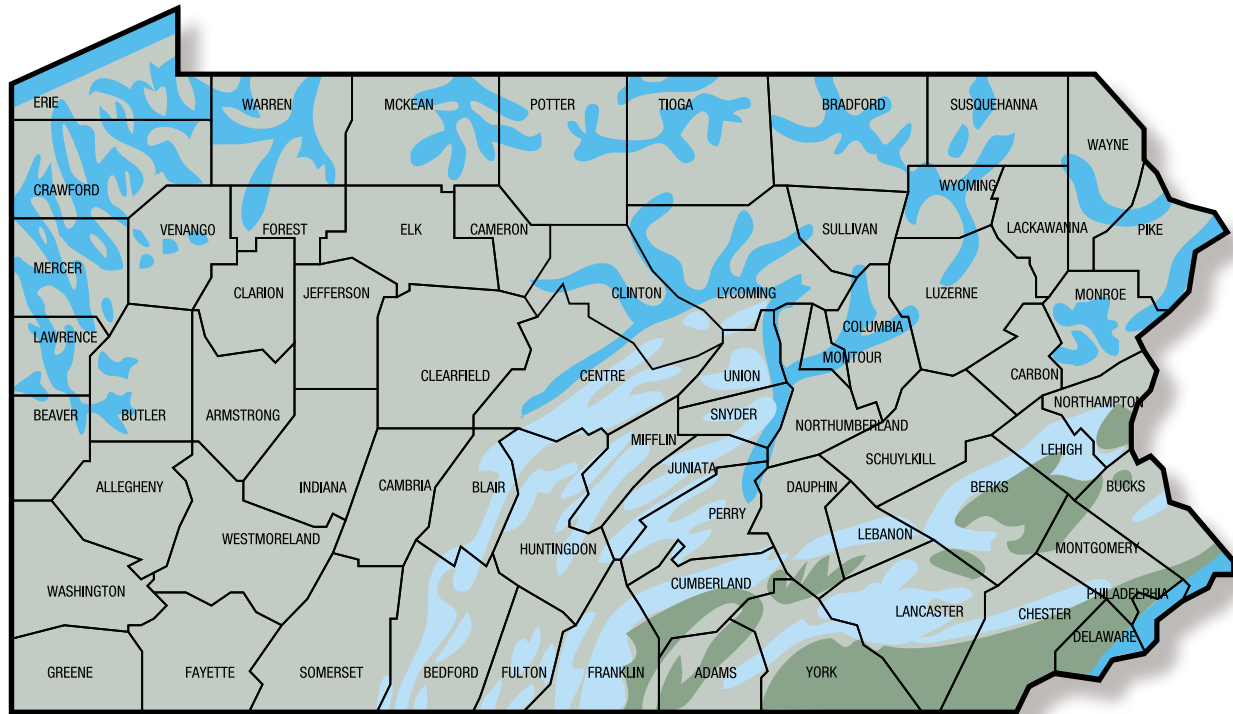 ERIE
WARREN
MCKEAN
POTTER
TIOGA
BRADFORD
SUSQUEHANNA
WAYNE
CRAWFORD
WYOMING
VENANGO
FOREST
ELK
CAMERON
SULLIVAN
LACKAWANNA
PIKE
MERCER
CLARION
JEFFERSON
CLINTON
LYCOMING
LUZERNE
MONROE
LAWRENCE
COLUMBIA
MONTOUR
CLEARFIELD
CENTRE
UNION
CARBON
BEAVER
BUTLER
ARMSTRONG
SNYDER
NORTHUMBERLAND
NORTHAMPTON
MIFFLIN
JUNIATA
SCHUYLKILL
LEHIGH
ALLEGHENY
INDIANA
CAMBRIA
BLAIR
DAUPHIN
BERKS
BUCKS
WESTMORELAND
PERRY
HUNTINGDON
LEBANON
MONTGOMERY
WASHINGTON
CUMBERLAND
LANCASTER
CHESTER
PHILADELPHIA
DELAWARE
GREENE
FAYETTE
SOMERSET
BEDFORD
FULTON
FRANKLIN
ADAMS
YORK